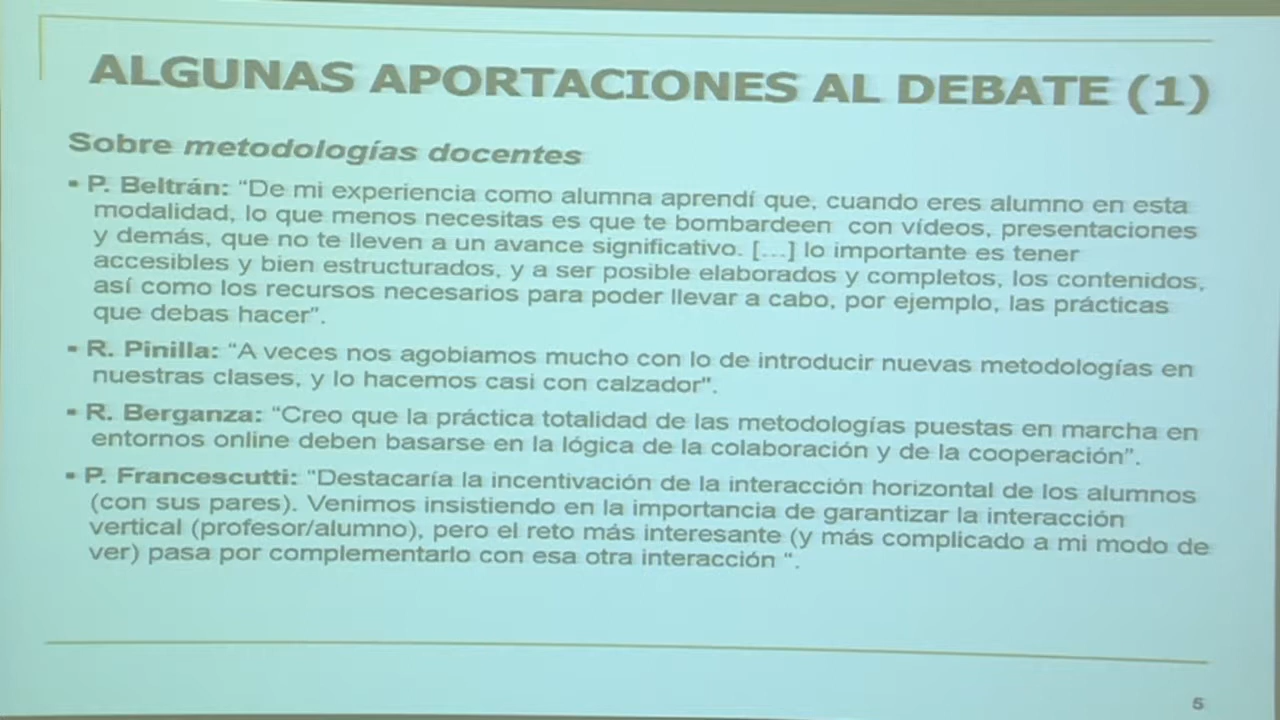 ALGUNAS APORTACIONES AL DEBATE (1)
Sobre metodologías docentes
▪ P. Beltrán: “De mi experiencia como alumna aprendí que, cuando eres alumno en esta
modalidad, lo que menos necesitas es que te bombardeen con vídeos, presentaciones
y demás, que no te lleven a un avance significativo. [...] lo importante es tener
accesibles y bien estructurados, y a ser posible elaborados y completos, los contenidos,
así como los recursos necesarios para poder llevar a cabo, por ejemplo, las prácticas
que debas hacer”.
▪ R. Pinilla: “A veces nos agobiamos mucho con lo de introducir nuevas metodologías en
nuestras clases, y lo hacemos casi con calzador".
▪ R. Berganza: “Creo que la práctica totalidad de las metodologías puestas en marcha en
entornos online deben basarse en la lógica de la colaboración y de la cooperación”.
▪ P. Francescutti: “Destacaría la incentivación de la interacción horizontal de los alumnos
(con sus pares). Venimos insistiendo en la importancia de garantizar la interacción
vertical (profesor/alumno), pero el reto más interesante (y más complicado a mi modo de
ver) pasa por complementarlo con esa otra interacción “.
5